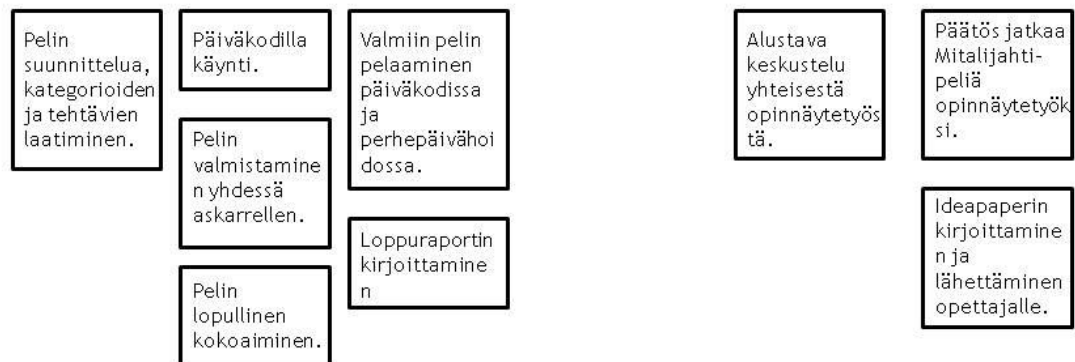 Pelin
suunnittelua,
kategorioiden
ja tehtävien
laatiminen.
Päiväkodilla
käynti.
Pelin
valmistamine
n yhdessä
askarrellen.
Pelin
lopullinen
kokoaiminen.
Valmiin pelin
pelaaminen
päiväkodissa
ja
perhepäivähoi
dossa.
Loppuraportin
kirjoittamine
n
Alustava
keskustelu
yhteisestä
opinnäytetyös
tä.
Päätös jatkaa
Mitalijahti-
peliä
opinnäytetyök
si.
Ideapaperin
kirjoittamine
n ja
lähettäminen
opettajalle.